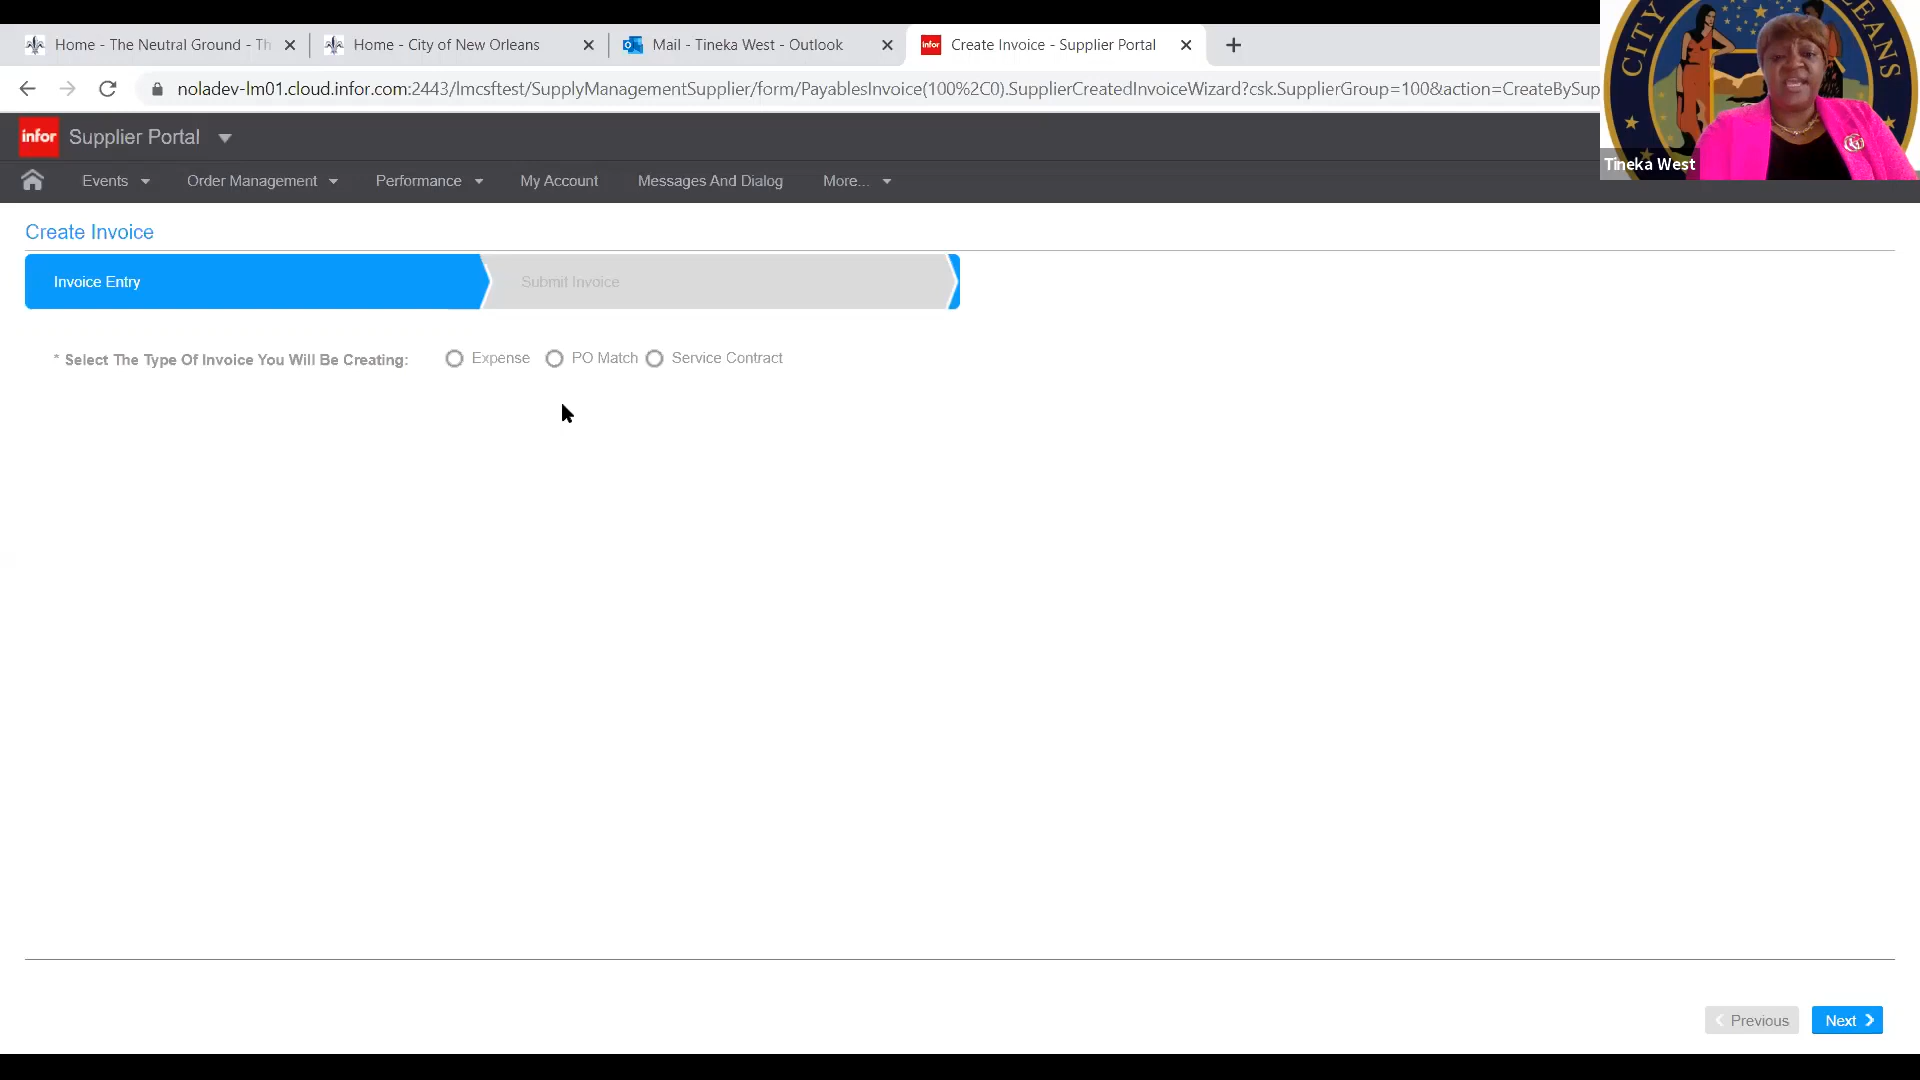 Home - The Neutral Ground - Th
Home - City of New Orleans
Mail - Tineka West - Outlook
Create Invoice - Supplier Portal
noladev-lm01.cloud.infor.com:2443/lmcsftest/SupplyManagementSupplier/form/PayablesInvoice(100%2C0).SupplierCreatedInvoiceWizard?csk.SupplierGroup=100&action=CreateBySup
CITY
LEANS
Tineka West
infor Supplier Portal
Events Order Management Performance My Account Messages And Dialog More...
Create Invoice
Invoice Entry Submit Invoice
* Select The Type Of Invoice You Will Be Creating: Expense PO Match Service Contract
Previous Next